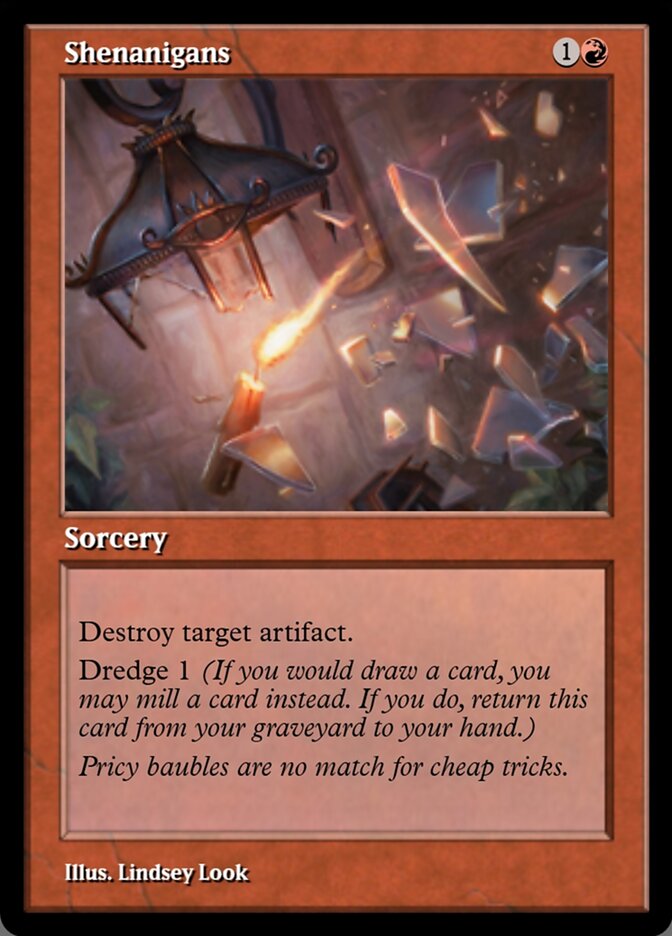 Shenanigans
1
Sorcery
Destroy target artifact.
Dredge 1 (If you would draw a card, you
may mill a card instead. If you do, return this
card from your graveyard to your hand.)
Pricy baubles are no match for cheap tricks.
Illus. Lindsey Look